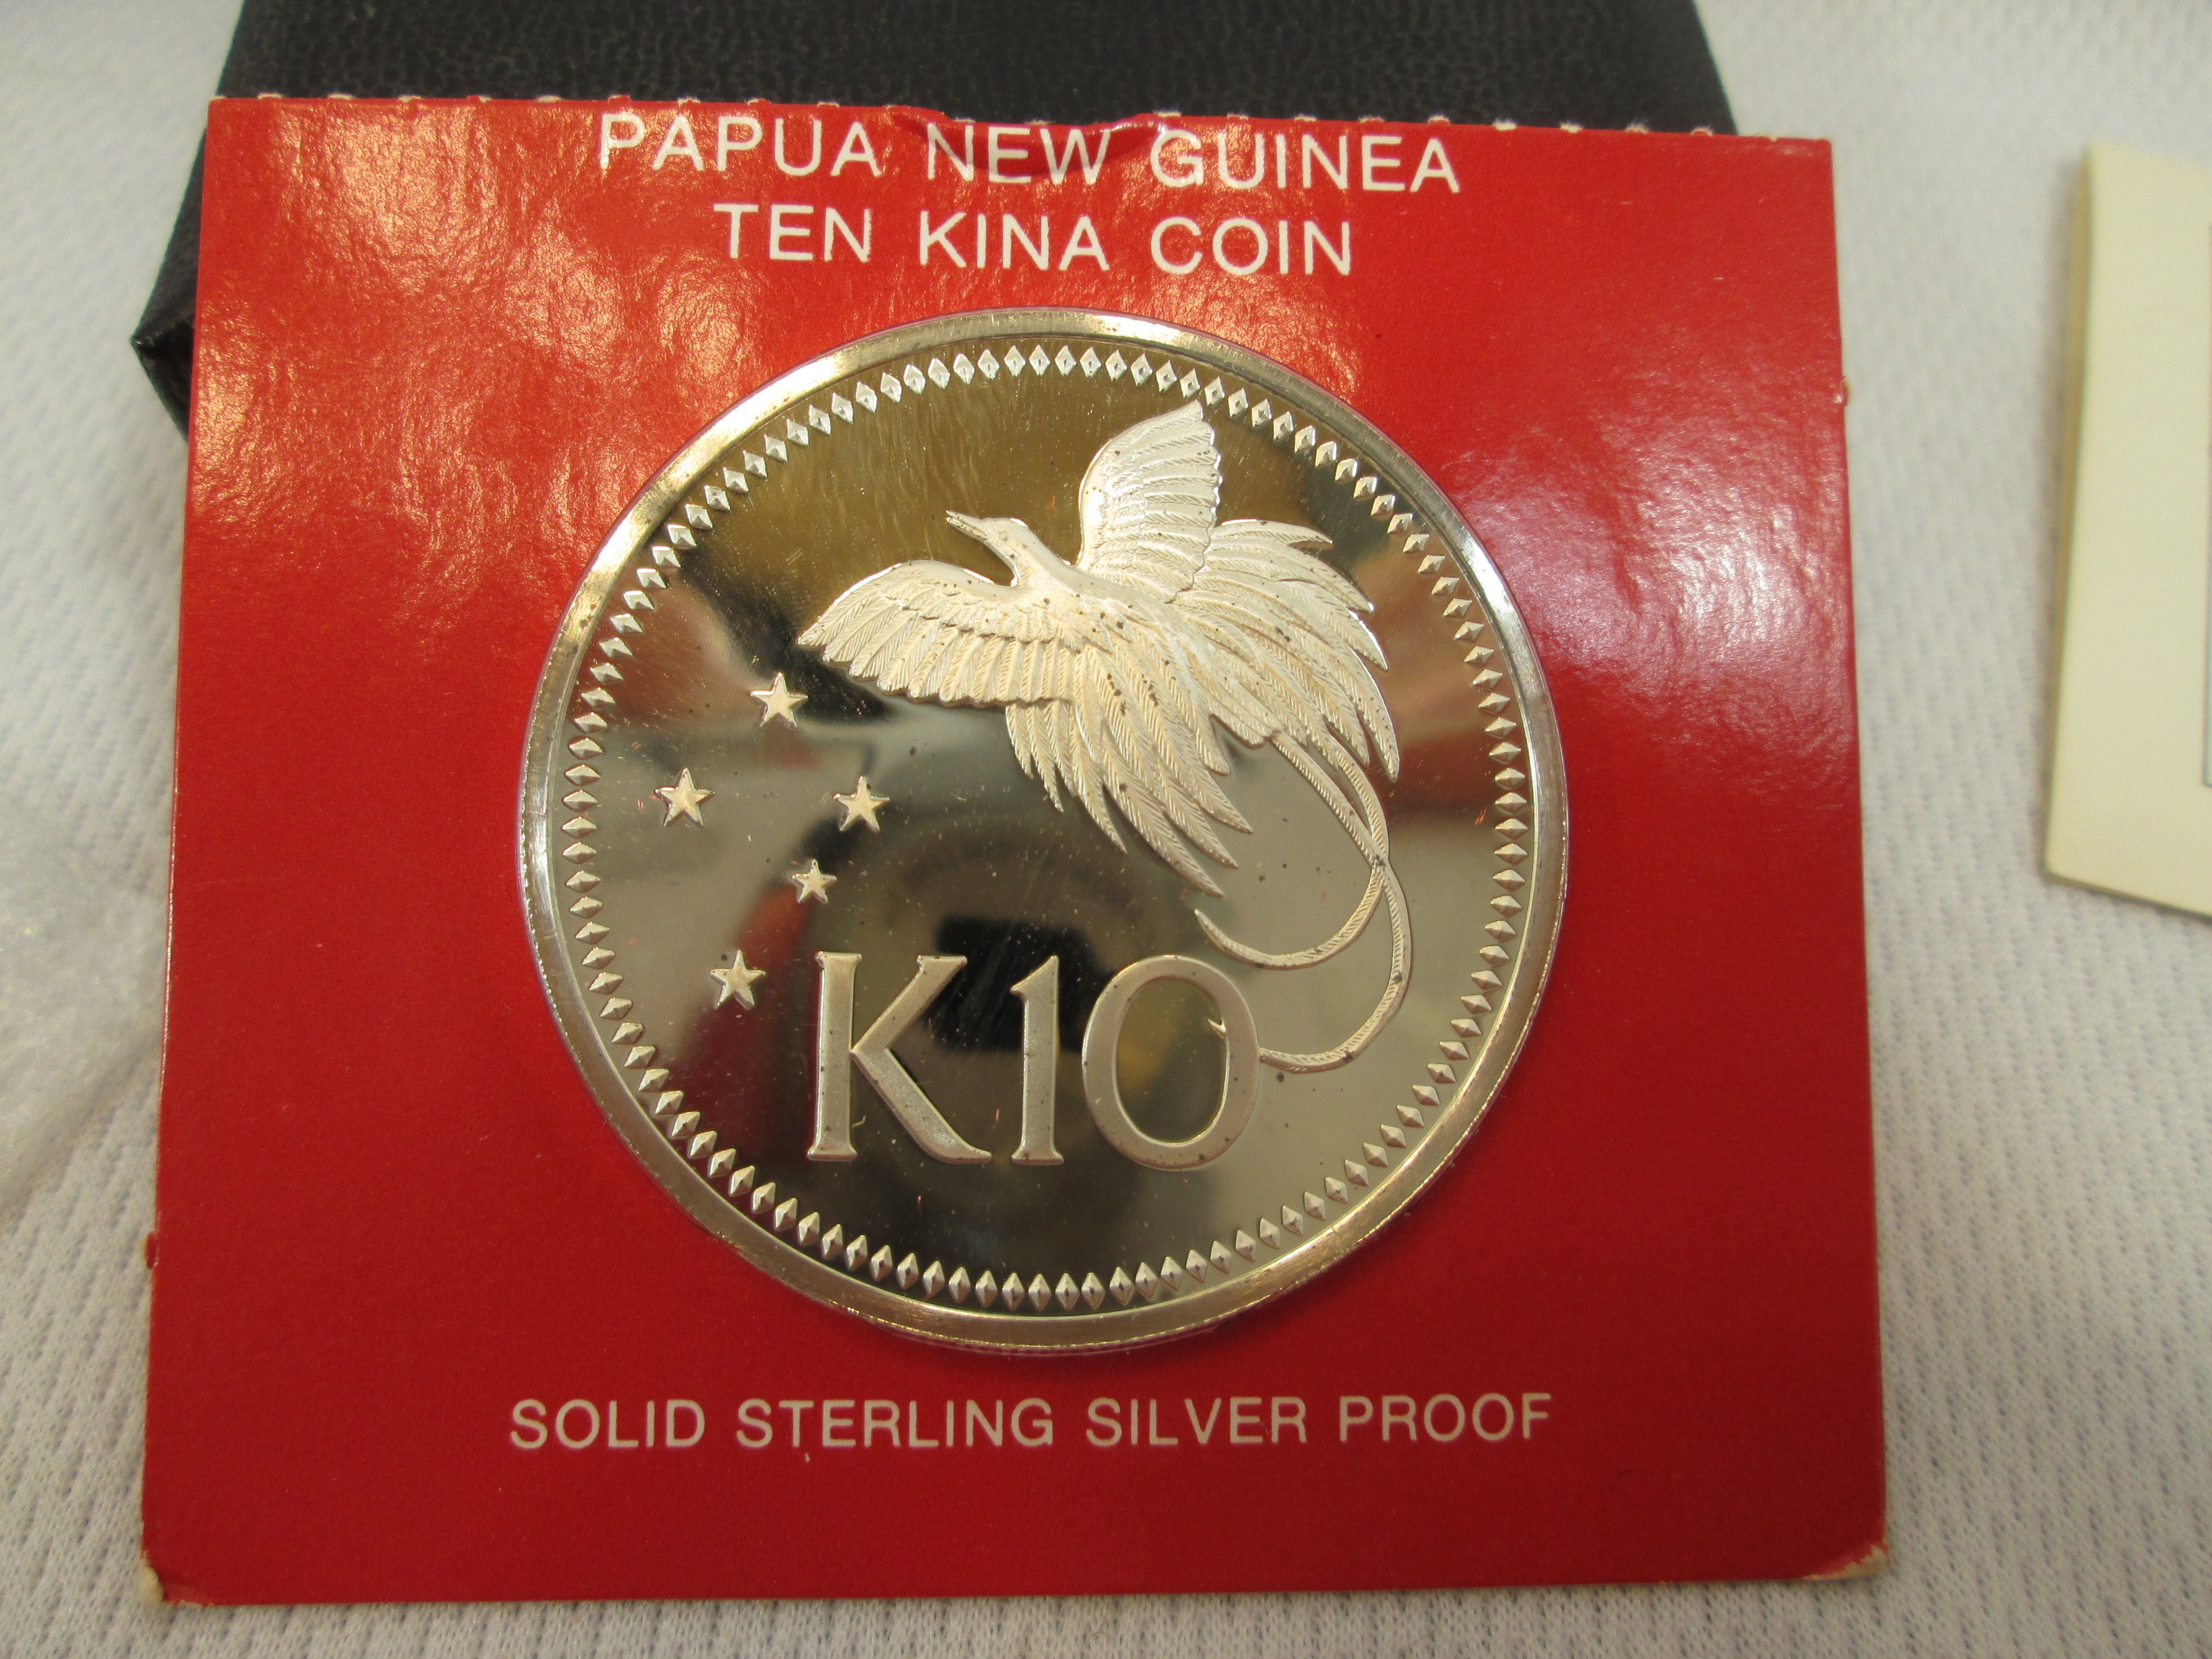 PAPUA NEW GUINEA
TEN KINA COIN
K10
SOLID STERLING SILVER PROOF